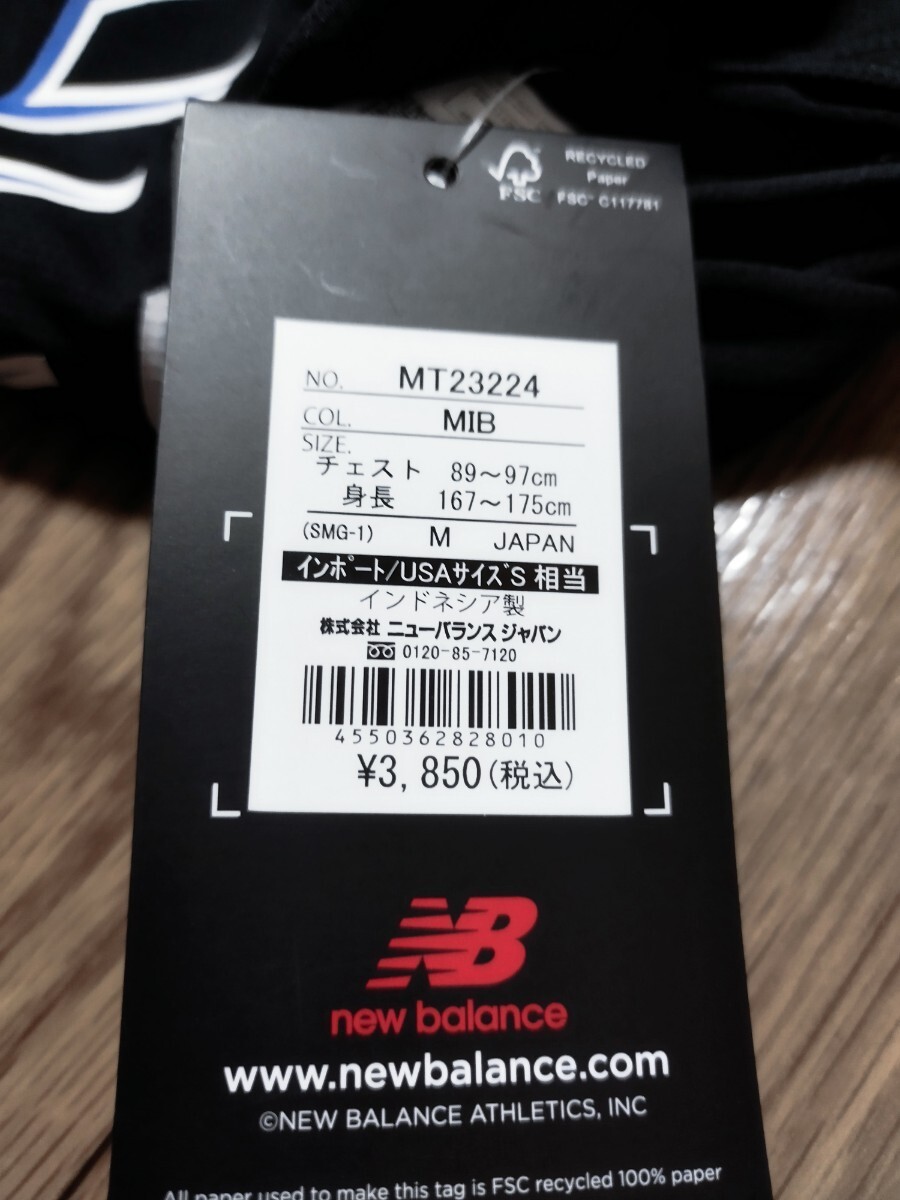 FSC
RECYCLED
Paper
FSC™ C117781
NO. MT23224
COL. MIB
SIZE.
チェスト 89～97cm
身長 167～175cm
(SMG-1) M JAPAN
インポート/USAサイズS 相当
インドネシア製
株式会社 ニューバランス ジャパン
0120-85-7120
4550362828010
¥3,850(税込)
NB
new balance
www.newbalance.com
©NEW BALANCE ATHLETICS, INC
All paper used to make this tag is FSC recycled 100% paper